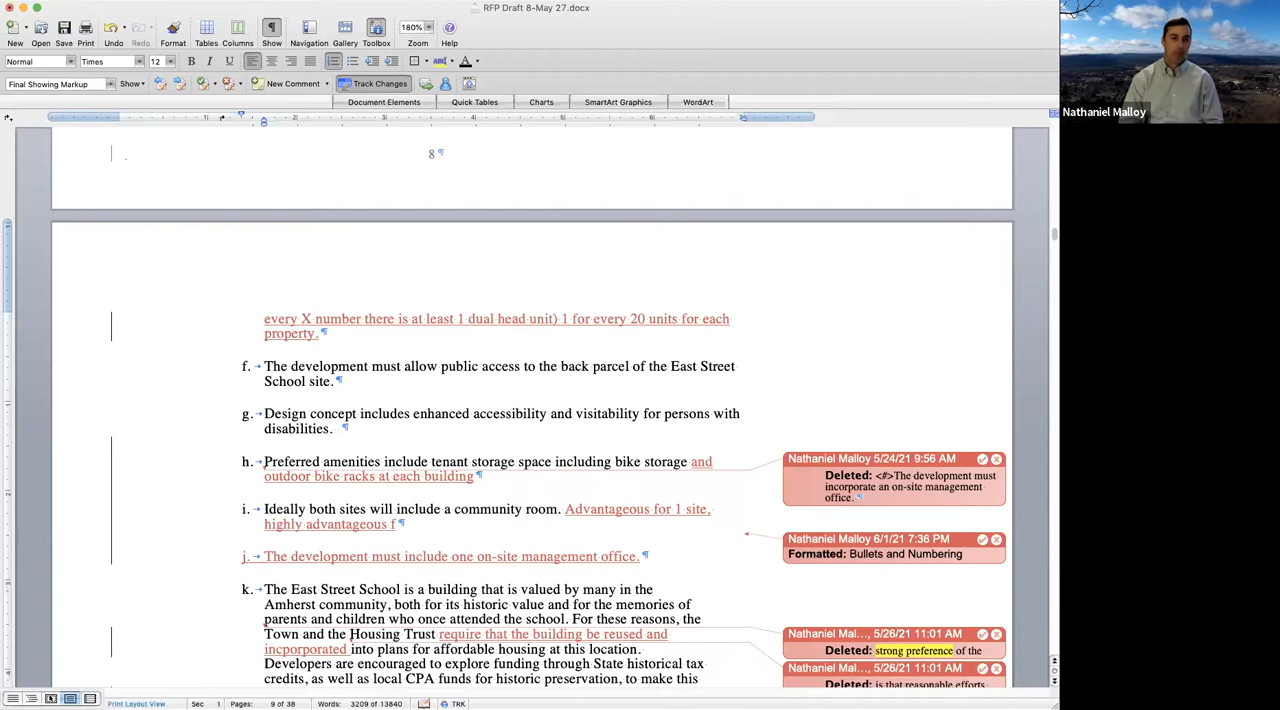 RFP Draft 8-May 27.docx
New Open Save Print Undo Redo Format Tables Columns Show Navigation Gallery Toolbox Zoom Help
180%
Normal Times 12 B I U
Final Showing Markup Show New Comment Track Changes
Document Elements Quick Tables Charts SmartArt Graphics WordArt
8 ¶
every X number there is at least 1 dual head unit) 1 for every 20 units for each
property. ¶
f. The development must allow public access to the back parcel of the East Street
School site. ¶
g. Design concept includes enhanced accessibility and visitability for persons with
disabilities. ¶
h. Preferred amenities include tenant storage space including bike storage and
outdoor bike racks at each building ¶
i. Ideally both sites will include a community room. Advantageous for 1 site,
highly advantageous f ¶
j. The development must include one on-site management office. ¶
k. The East Street School is a building that is valued by many in the
Amherst community, both for its historic value and for the memories of
parents and children who once attended the school. For these reasons, the
Town and the Housing Trust require that the building be reused and
incporporated into plans for affordable housing at this location.
Developers are encouraged to explore funding through State historical tax
credits, as well as local CPA funds for historic preservation, to make this
Nathaniel Malloy 5/24/21 9:56 AM
Deleted: <#>The development must
incorporate an on-site management
office. ¶
Nathaniel Malloy 6/1/21 7:36 PM
Formatted: Bullets and Numbering
Nathaniel Mal..., 5/26/21 11:01 AM
Deleted: strong preference of the
Nathaniel Mal..., 5/26/21 11:01 AM
Deleted: is that reasonable efforts
Print Layout View Sec 1 Pages: 9 of 38 Words: 3209 of 13840 TRK
Nathaniel Malloy